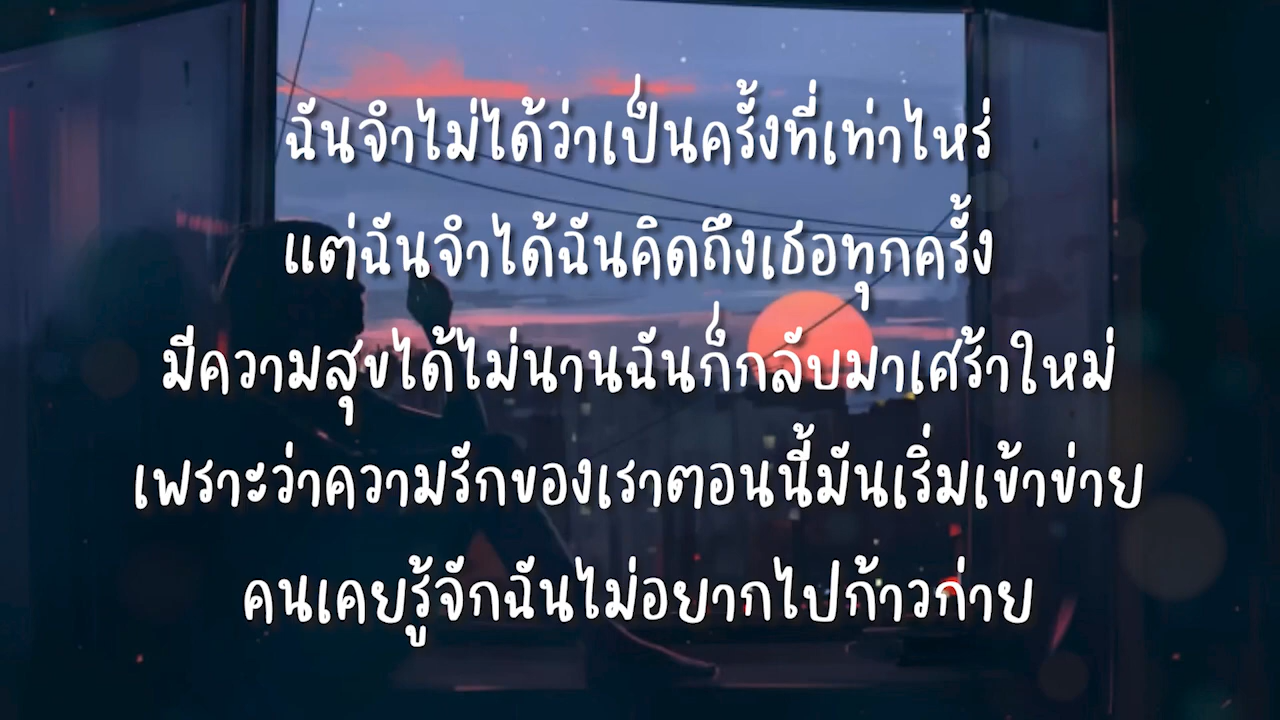 ฉันจำไม่ได้ว่าเป็นครั้งที่เท่าไหร่
แต่ฉันจำได้ฉันคิดถึงเธอทุกครั้ง
มีความสุขได้ไม่นานฉันก็กลับมาเศร้าใหม่
เพราะว่าความรักของเราตอนนี้มันเริ่มเข้าข่าย
คนเคยรู้จักฉันไม่อยากไปก้าวก่าย